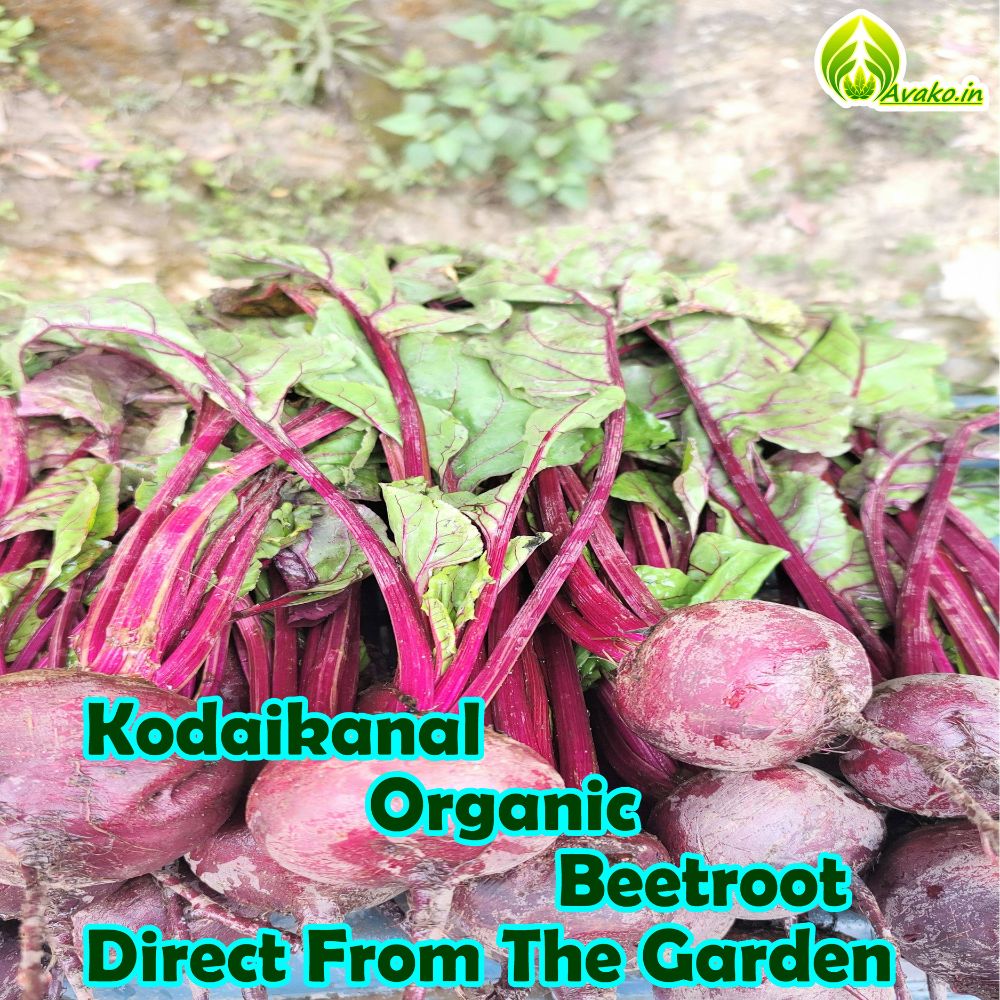 Avako.in
Kodaikanal
Organic
Beetroot
Direct From The Garden